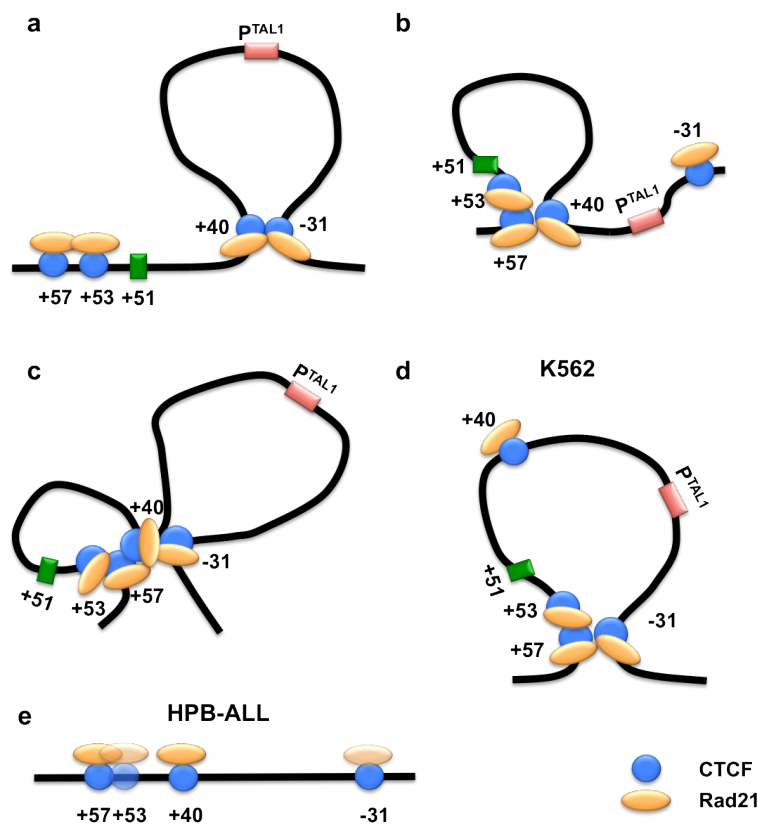 a
P^TAL1
+40
-31
+57 +53 +51
b
-31
+51
+53
+40
P^TAL1
+57
c
P^TAL1
+40
-31
+51
+53
+57
d
K562
+40
P^TAL1
+51
+53
-31
+57
e
HPB-ALL
+57+53 +40 -31
CTCF
Rad21